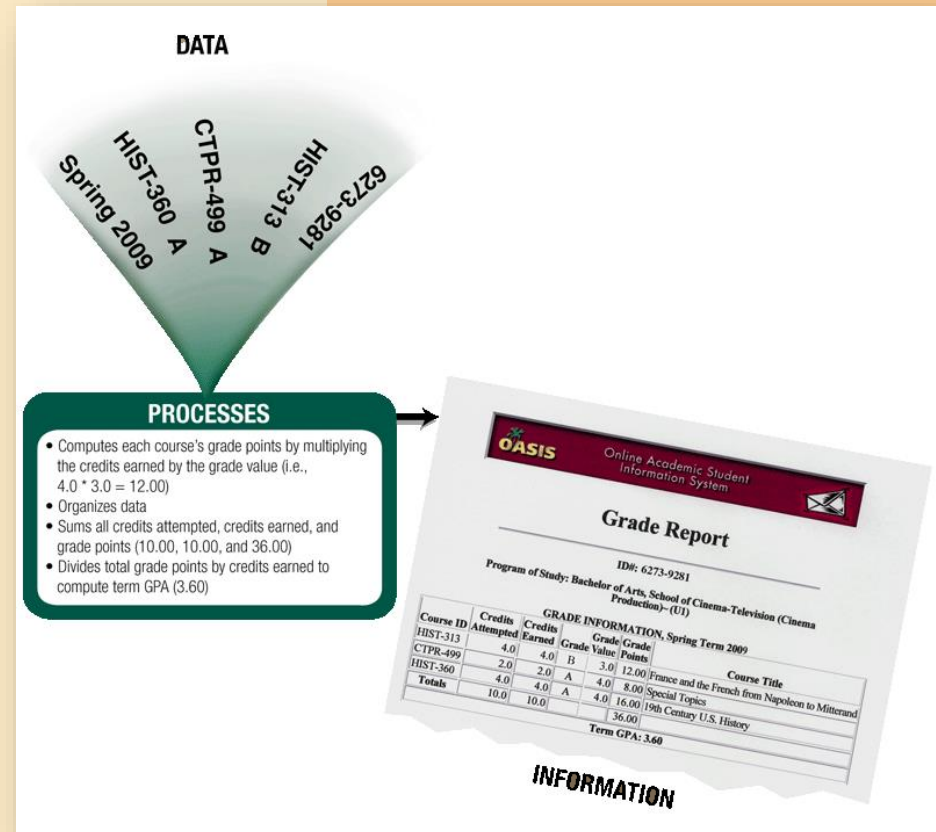 DATA
Spring 2009
HIST-360 A
CTPR-499 A
HIST-313 B
6273-9281
PROCESSES
• Computes each course's grade points by multiplying
the credits earned by the grade value (i.e.,
4.0 * 3.0 = 12.00)
• Organizes data
• Sums all credits attempted, credits earned, and
grade points (10.00, 10.00, and 36.00)
• Divides total grade points by credits earned to
compute term GPA (3.60)
OASIS
Online Academic Student
Information System
Grade Report
ID#: 6273-9281
Program of Study: Bachelor of Arts, School of Cinema-Television (Cinema
Production)– (UI)
GRADE INFORMATION, Spring Term 2009
Course ID Credits Attempted Credits Earned Grade Grade Value Grade Points Course Title
HIST-313 4.0 4.0 B 3.0 12.00 France and the French from Napoleon to Mitterand
CTPR-499 2.0 2.0 A 4.0 8.00 Special Topics
HIST-360 4.0 4.0 A 4.0 16.00 19th Century U.S. History
Totals 10.0 10.0 36.00
Term GPA: 3.60
INFORMATION